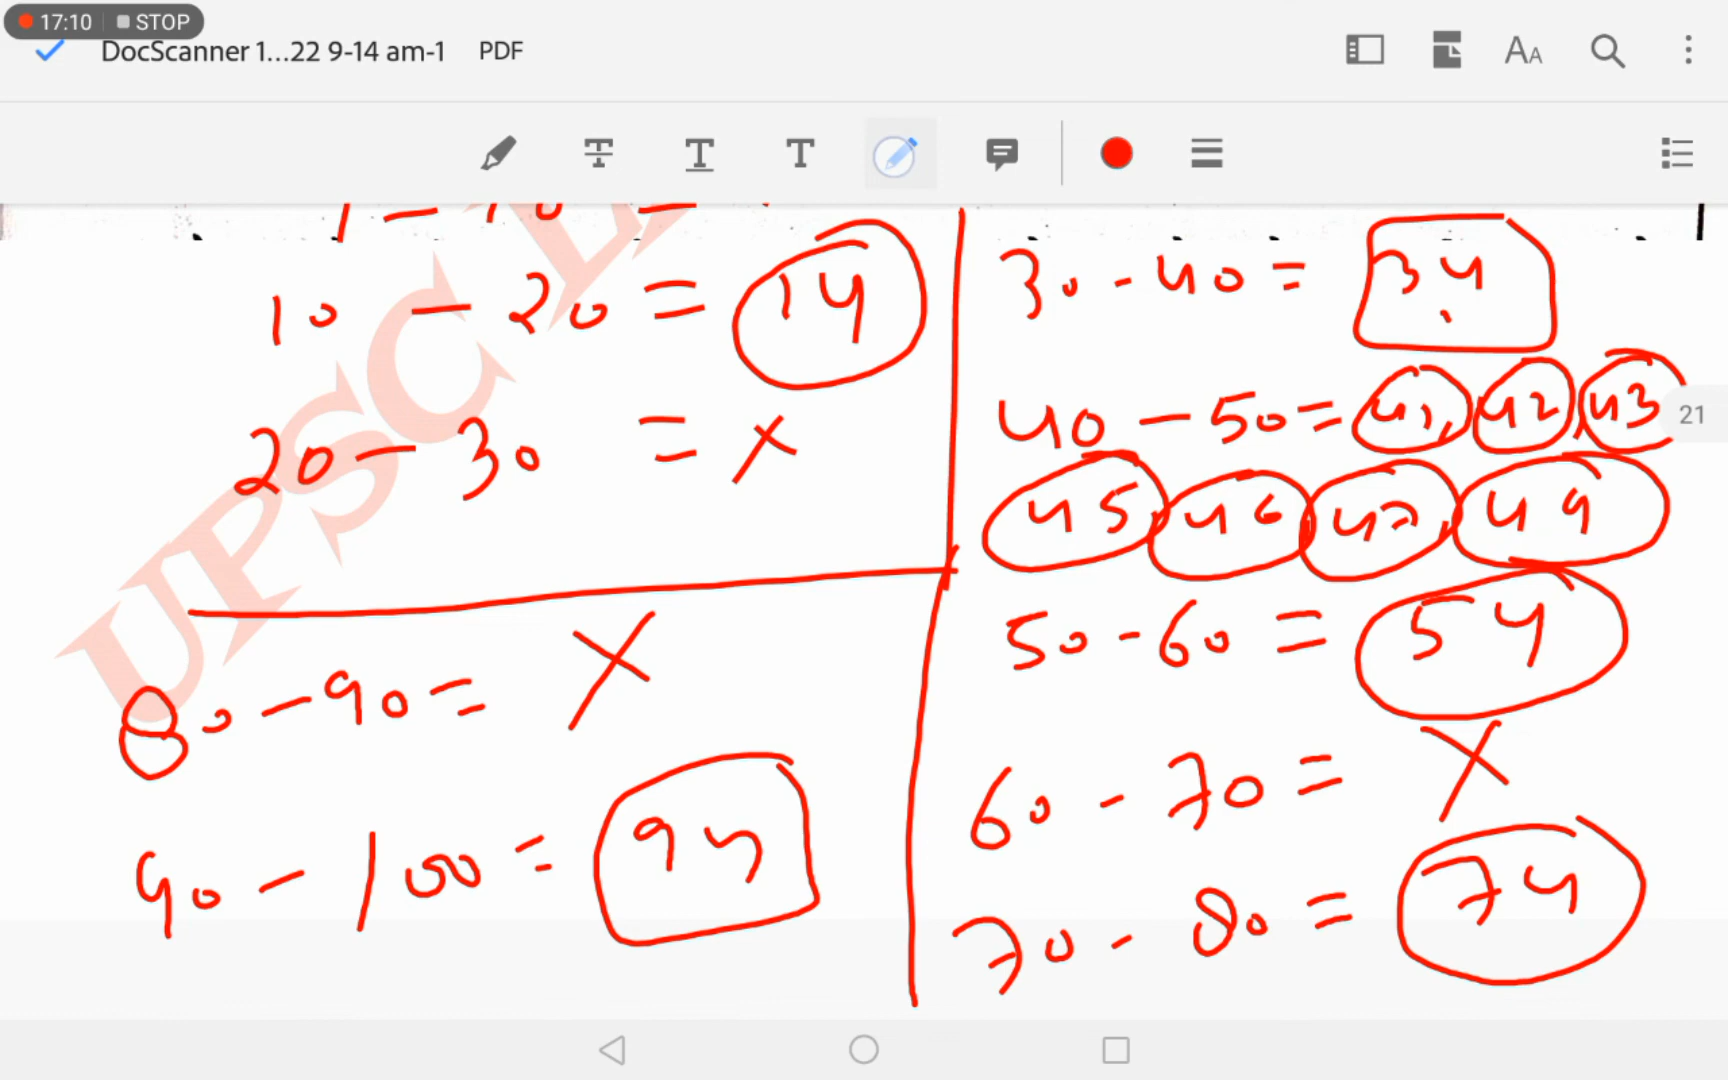 17:10 STOP
DocScanner 1...22 9-14 am-1 PDF
10 - 20 = 14
20 - 30 = x
80 - 90 = X
90 - 100 = 94
30 - 40 = 34
40 - 50 = 41, 42, 43
45, 46, 47, 49
50 - 60 = 54
60 - 70 = X
70 - 80 = 74
21
UPSC